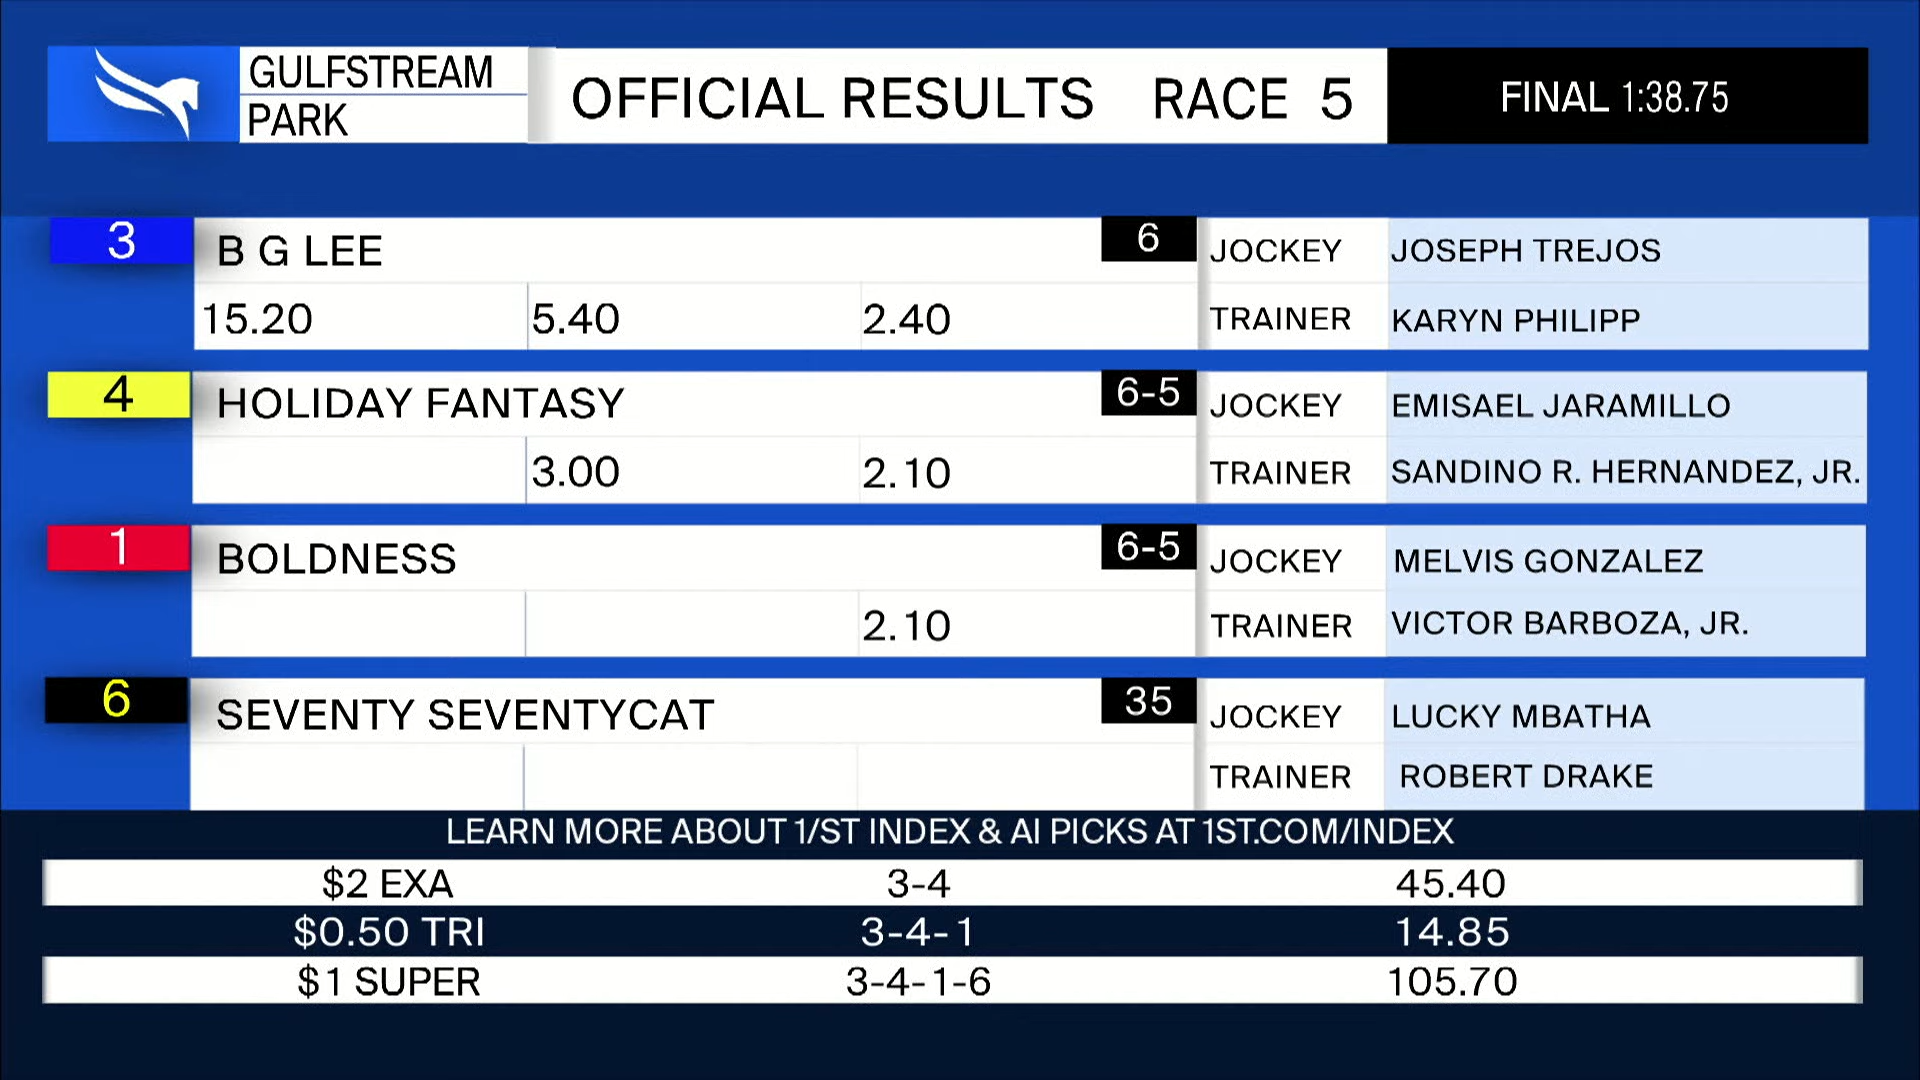 GULFSTREAM
PARK
OFFICIAL RESULTS RACE 5
FINAL 1:38.75
3 B G LEE 6 JOCKEY JOSEPH TREJOS
15.20 5.40 2.40 TRAINER KARYN PHILIPP
4 HOLIDAY FANTASY 6-5 JOCKEY EMISAEL JARAMILLO
3.00 2.10 TRAINER SANDINO R. HERNANDEZ, JR.
1 BOLDNESS 6-5 JOCKEY MELVIS GONZALEZ
2.10 TRAINER VICTOR BARBOZA, JR.
6 SEVENTY SEVENTYCAT 35 JOCKEY LUCKY MBATHA
TRAINER ROBERT DRAKE
LEARN MORE ABOUT 1/ST INDEX & AI PICKS AT 1ST.COM/INDEX
$2 EXA 3-4 45.40
$0.50 TRI 3-4-1 14.85
$1 SUPER 3-4-1-6 105.70